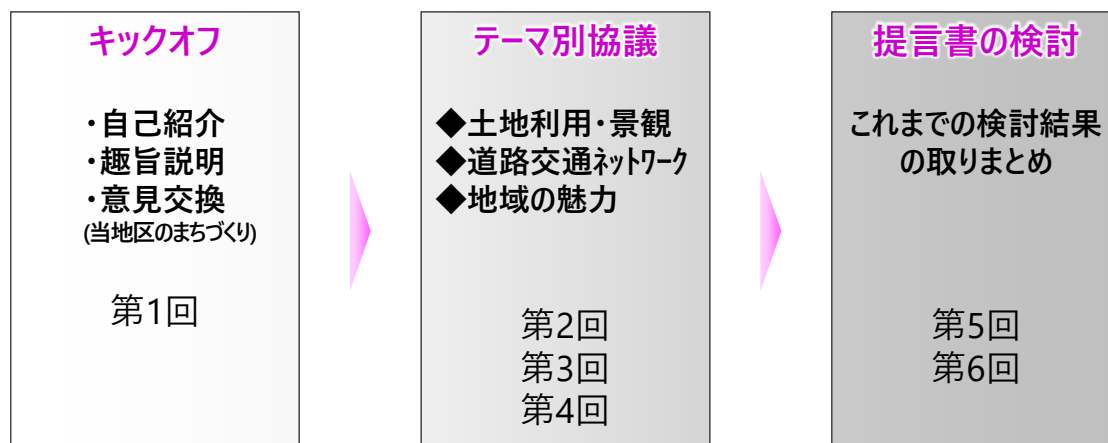 キックオフ
・自己紹介
・趣旨説明
・意見交換
(当地区のまちづくり)
第1回
テーマ別協議
◆土地利用・景観
◆道路交通ﾈｯﾄﾜｰｸ
◆地域の魅力
第2回
第3回
第4回
提言書の検討
これまでの検討結果
の取りまとめ
第5回
第6回